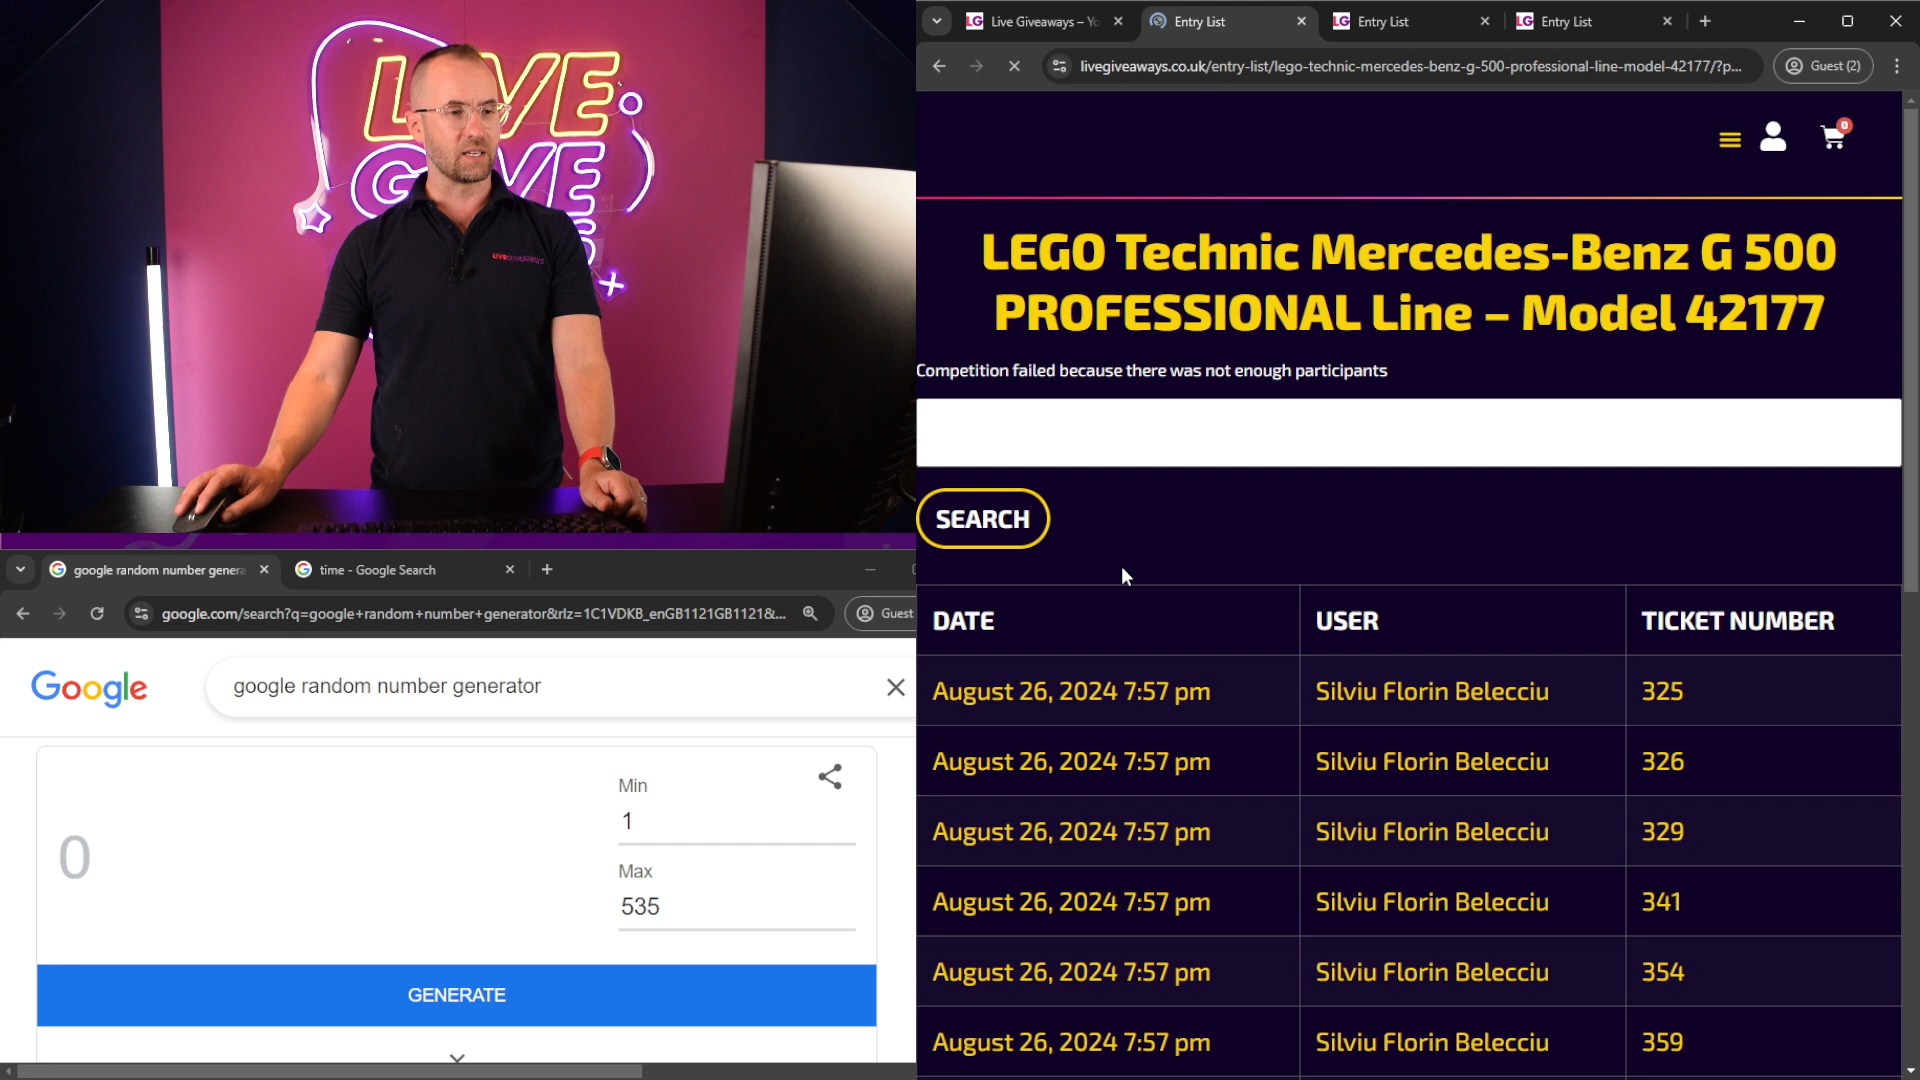 LIVE
GIVE
LIVEGIVEAWAYS
google random number genera
time - Google Search
google.com/search?q=google+random+number+generator&rlz=1C1VDKB_enGB1121GB1121&...
Guest
Google
google random number generator
0
Min
1
Max
535
GENERATE
LG Live Giveaways – Yo
Entry List
LG Entry List
LG Entry List
livegiveaways.co.uk/entry-list/lego-technic-mercedes-benz-g-500-professional-line-model-42177/?p...
Guest (2)
0
LEGO Technic Mercedes-Benz G 500
PROFESSIONAL Line – Model 42177
Competition failed because there was not enough participants
SEARCH
DATE USER TICKET NUMBER
August 26, 2024 7:57 pm Silviu Florin Belecciu 325
August 26, 2024 7:57 pm Silviu Florin Belecciu 326
August 26, 2024 7:57 pm Silviu Florin Belecciu 329
August 26, 2024 7:57 pm Silviu Florin Belecciu 341
August 26, 2024 7:57 pm Silviu Florin Belecciu 354
August 26, 2024 7:57 pm Silviu Florin Belecciu 359